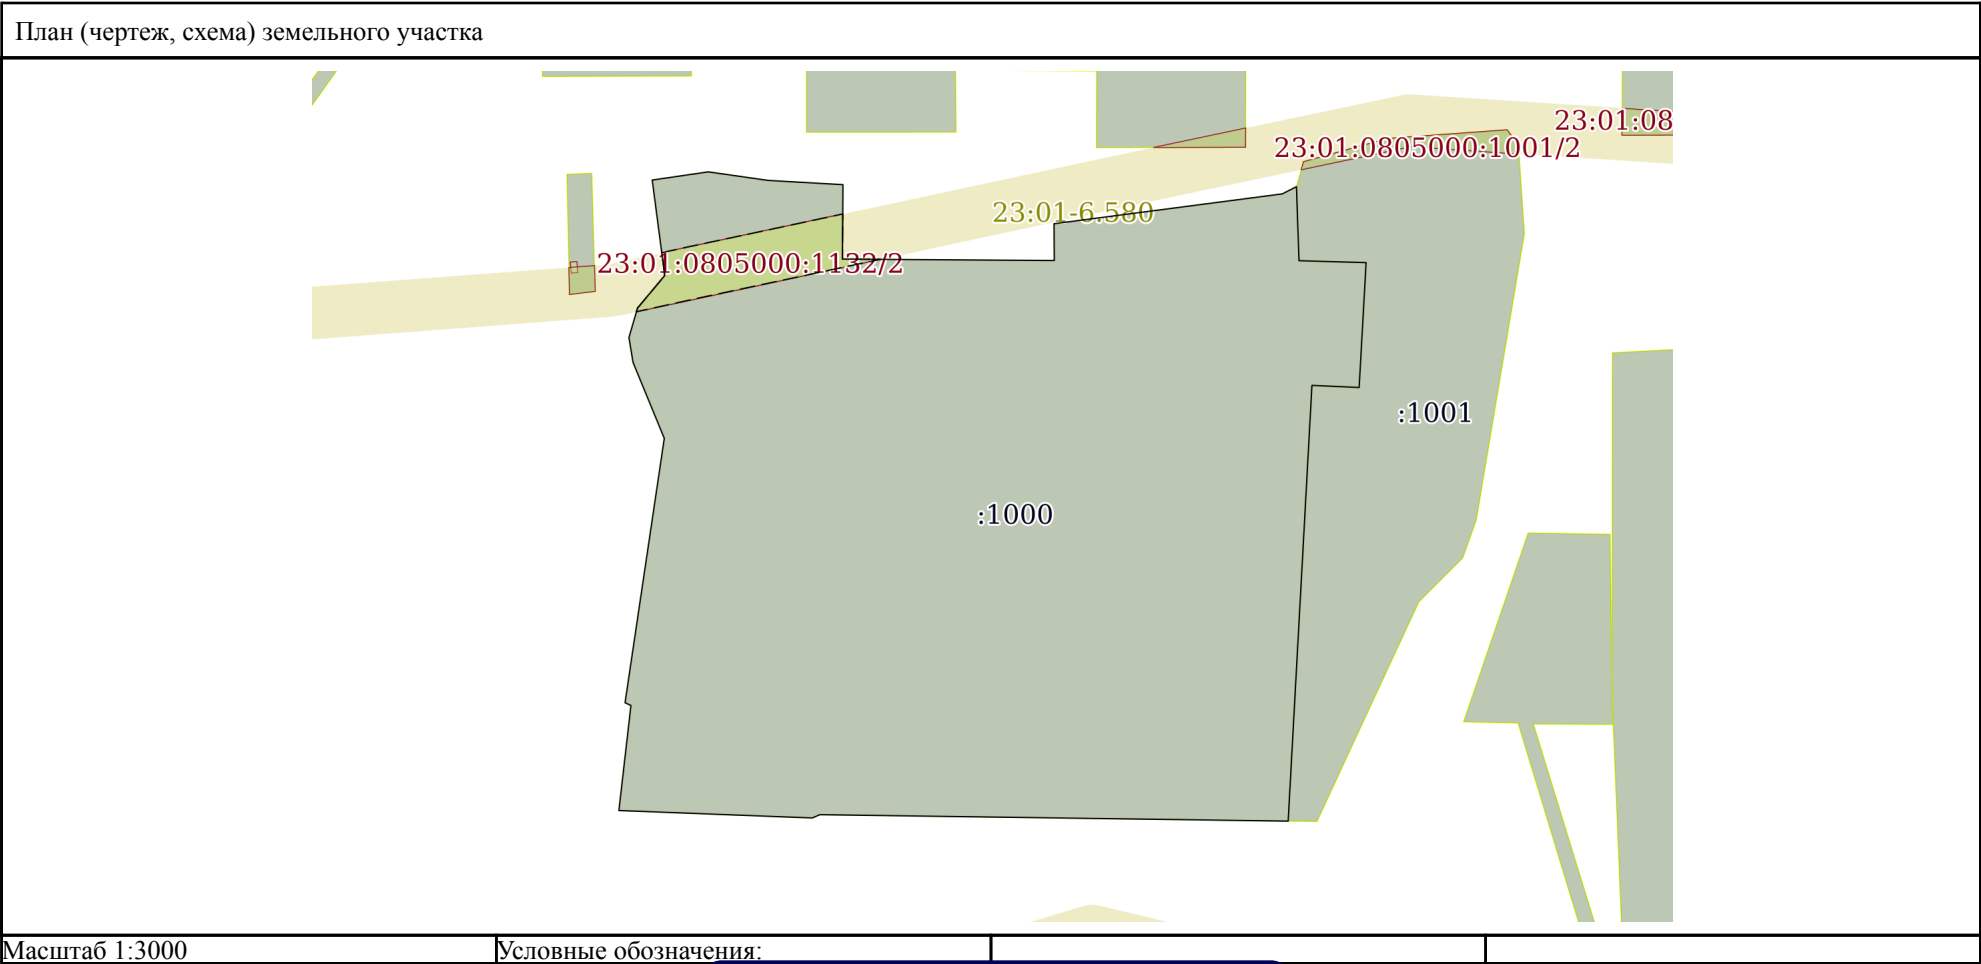 План (чертеж, схема) земельного участка
23:01:08
23:01:0805000:1001/2
23:01-6.580
23:01:0805000:1132/2
:1001
:1000
Масштаб 1:3000
Условные обозначения: